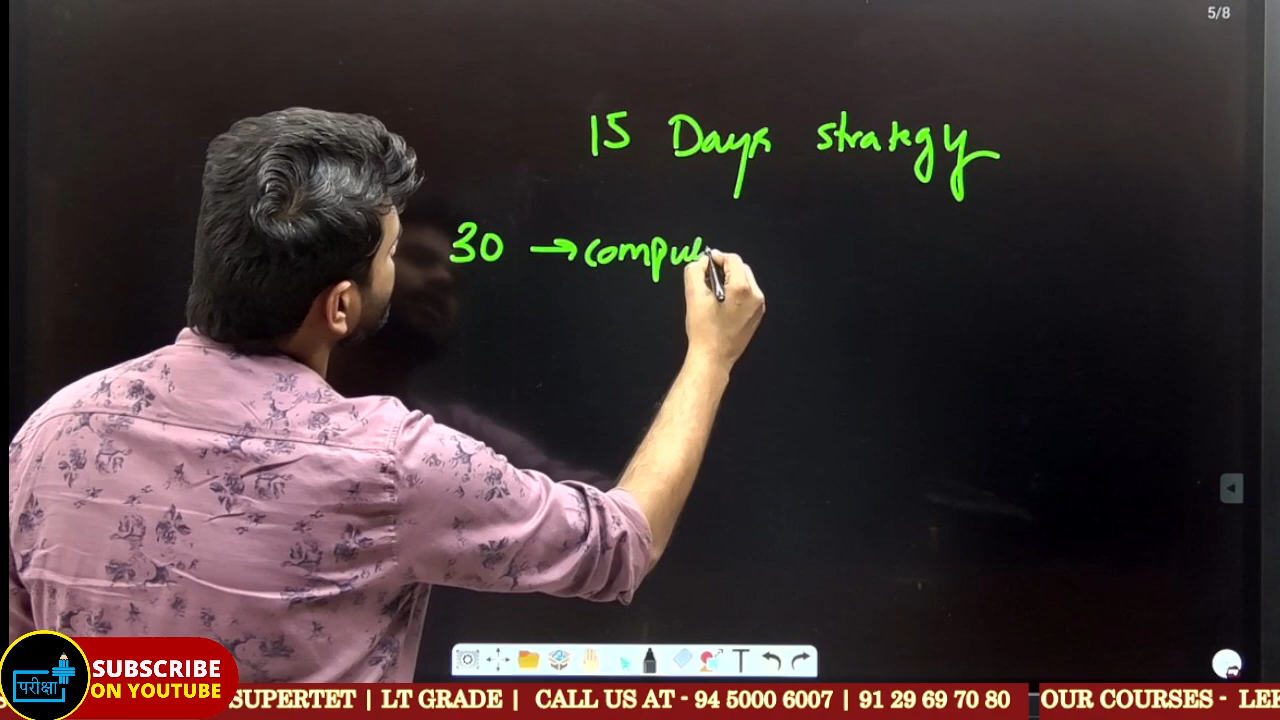 5/8
15 Days strategy
30 → compu
परीक्षा
SUBSCRIBE
ON YOUTUBE
SUPERTET | LT GRADE | CALL US AT - 94 5000 6007 | 91 29 69 70 80 OUR COURSES -